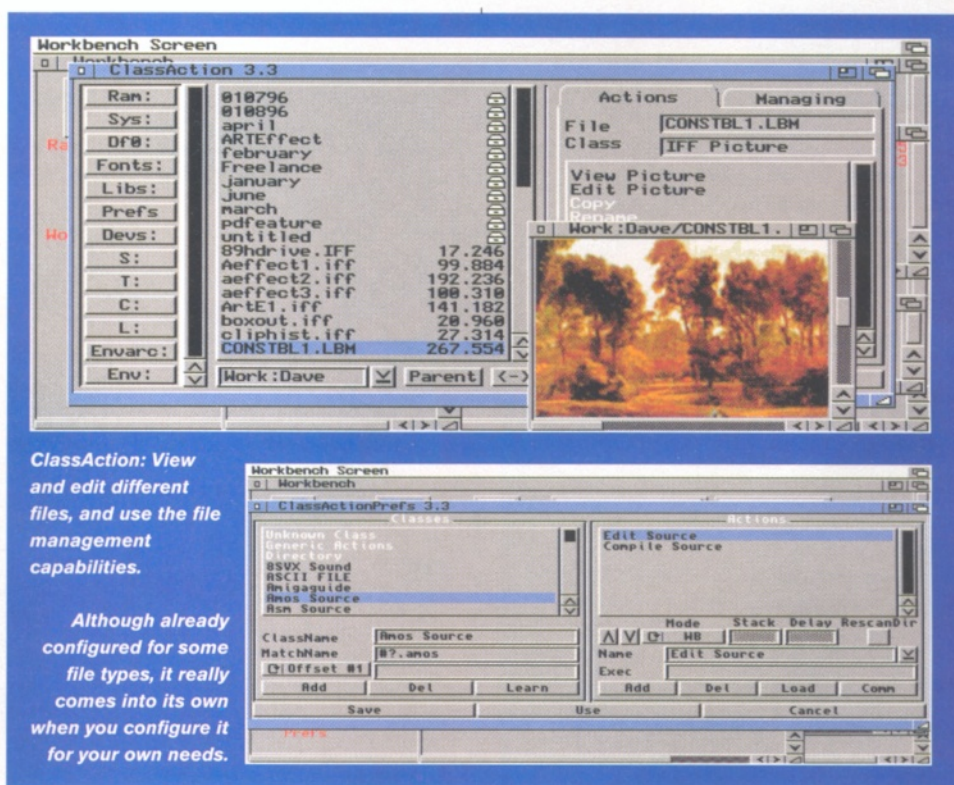 Workbench Screen
Workbench
ClassAction 3.3
Ram:
Sys:
Df0:
Fonts:
Libs:
Prefs
Devs:
S:
T:
C:
L:
Envarc:
Env:
010796
010896
april
ARTEffect
february
Freelance
january
june
march
pdfeature
untitled
89hdrive.IFF 17.246
Aeffect1.iff 99.884
aeffect2.iff 192.236
aeffect3.iff 100.310
ArtE1.iff 141.182
boxout.iff 20.960
cliphist.iff 27.314
CONSTBL1.LBM 267.554
Work:Dave Parent <->
Actions Managing
File CONSTBL1.LBM
Class IFF Picture
View Picture
Edit Picture
Copy
Rename
Work:Dave/CONSTBL1.
Ra
Wo
ClassAction: View
and edit different
files, and use the file
management
capabilities.
Although already
configured for some
file types, it really
comes into its own
when you configure it
for your own needs.
Workbench Screen
Workbench
ClassActionPrefs 3.3
Classes
Unknown Class
Generic Actions
Directory
8SVX Sound
ASCII FILE
Amigaguide
Amos Source
Asm Source
ClassName Amos Source
MatchName #?.amos
Offset #1
Add Del Learn
Actions
Edit Source
Compile Source
Mode Stack Delay RescanDir
WB
Name Edit Source
Exec
Add Del Load Comm
Save Use Cancel
Prefs